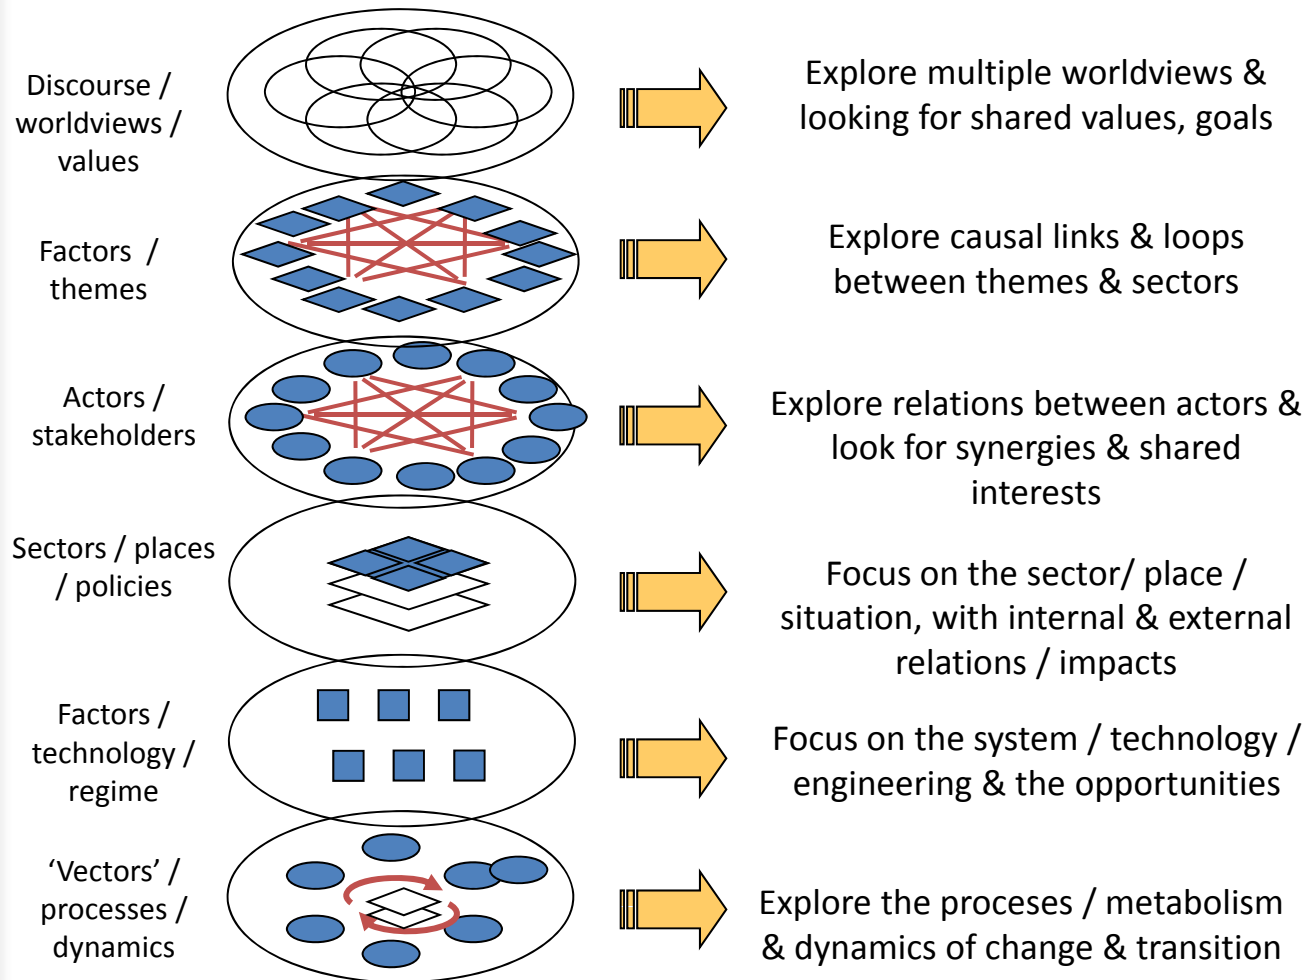 Discourse /
worldviews /
values
Explore multiple worldviews &
looking for shared values, goals
Factors /
themes
Explore causal links & loops
between themes & sectors
Actors /
stakeholders
Explore relations between actors &
look for synergies & shared
interests
Sectors / places
/ policies
Focus on the sector/ place /
situation, with internal & external
relations / impacts
Factors /
technology /
regime
Focus on the system / technology /
engineering & the opportunities
‘Vectors’ /
processes /
dynamics
Explore the proceses / metabolism
& dynamics of change & transition